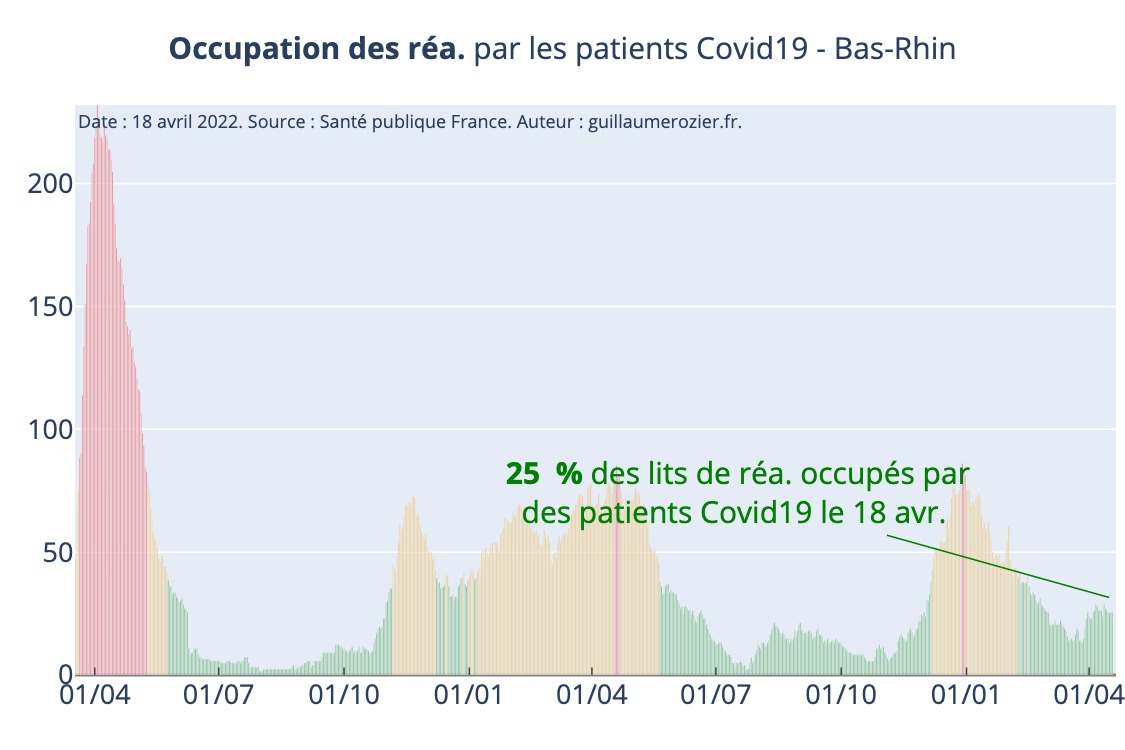 Occupation des réa. par les patients Covid19 - Bas-Rhin
Date : 18 avril 2022. Source : Santé publique France. Auteur : guillaumerozier.fr.
200
150
100
25 % des lits de réa. occupés par
des patients Covid19 le 18 avr.
50
0
01/04 01/07 01/10 01/01 01/04 01/07 01/10 01/01 01/04